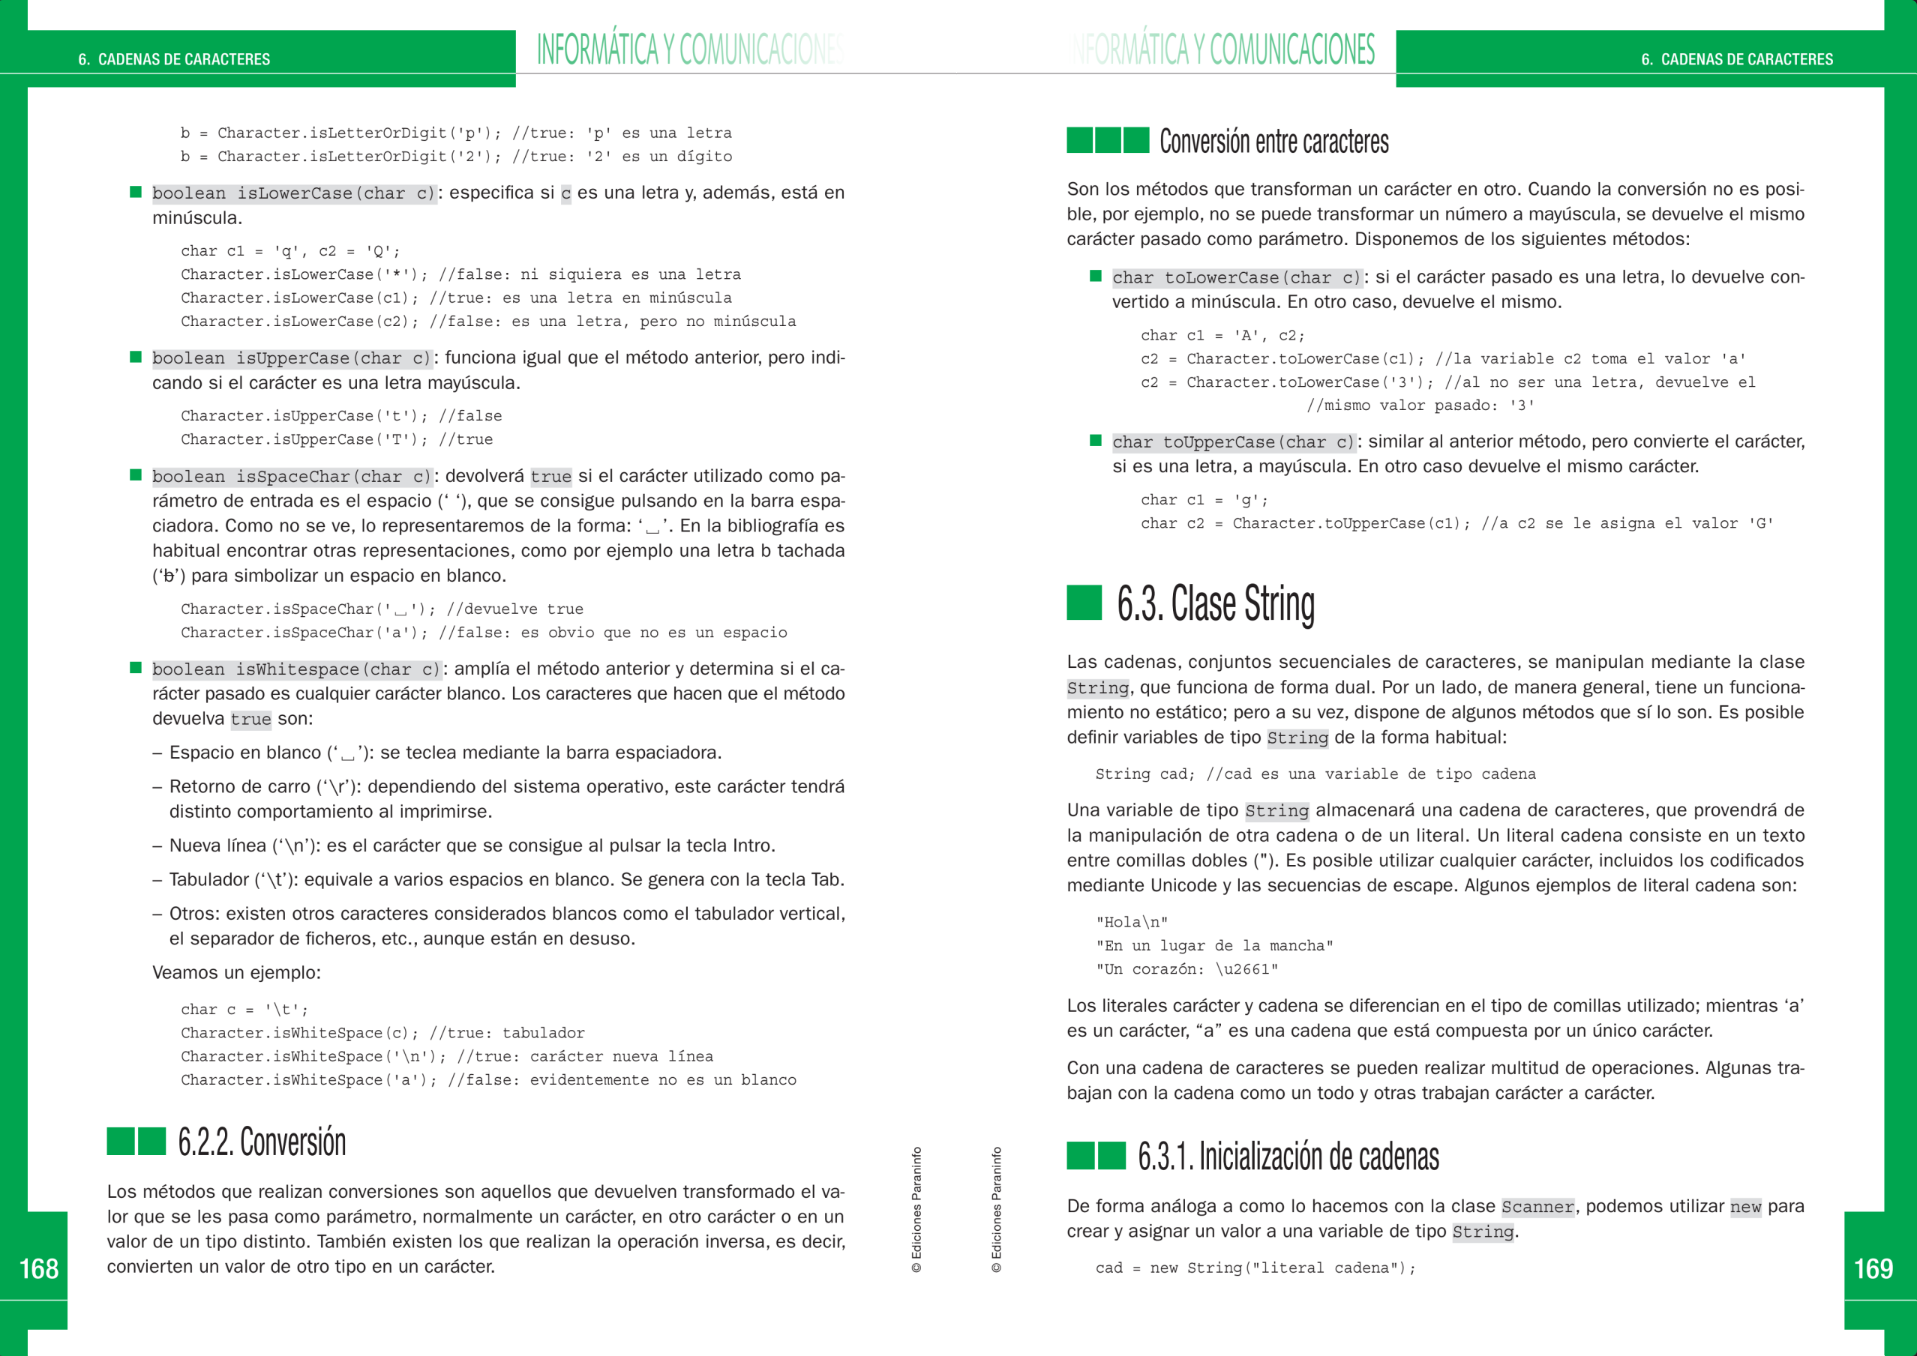 6. CADENAS DE CARACTERES
INFORMÁTICA Y COMUNICACIONES
b = Character.isLetterOrDigit('p'); //true: 'p' es una letra
b = Character.isLetterOrDigit('2'); //true: '2' es un dígito
boolean isLowerCase(char c): especifica si c es una letra y, además, está en
minúscula.
char c1 = 'q', c2 = 'Q';
Character.isLowerCase('*'); //false: ni siquiera es una letra
Character.isLowerCase(c1); //true: es una letra en minúscula
Character.isLowerCase(c2); //false: es una letra, pero no minúscula
boolean isUpperCase(char c): funciona igual que el método anterior, pero indi-
cando si el carácter es una letra mayúscula.
Character.isUpperCase('t'); //false
Character.isUpperCase('T'); //true
boolean isSpaceChar(char c): devolverá true si el carácter utilizado como pa-
rámetro de entrada es el espacio (‘ ‘), que se consigue pulsando en la barra espa-
ciadora. Como no se ve, lo representaremos de la forma: ‘⎵’. En la bibliografía es
habitual encontrar otras representaciones, como por ejemplo una letra b tachada
(‘b̶’) para simbolizar un espacio en blanco.
Character.isSpaceChar('⎵'); //devuelve true
Character.isSpaceChar('a'); //false: es obvio que no es un espacio
boolean isWhitespace(char c): amplía el método anterior y determina si el ca-
rácter pasado es cualquier carácter blanco. Los caracteres que hacen que el método
devuelva true son:
– Espacio en blanco (‘⎵’): se teclea mediante la barra espaciadora.
– Retorno de carro (‘\r’): dependiendo del sistema operativo, este carácter tendrá
distinto comportamiento al imprimirse.
– Nueva línea (‘\n’): es el carácter que se consigue al pulsar la tecla Intro.
– Tabulador (‘\t’): equivale a varios espacios en blanco. Se genera con la tecla Tab.
– Otros: existen otros caracteres considerados blancos como el tabulador vertical,
el separador de ficheros, etc., aunque están en desuso.
Veamos un ejemplo:
char c = '\t';
Character.isWhiteSpace(c); //true: tabulador
Character.isWhiteSpace('\n'); //true: carácter nueva línea
Character.isWhiteSpace('a'); //false: evidentemente no es un blanco
6.2.2. Conversión
Los métodos que realizan conversiones son aquellos que devuelven transformado el va-
lor que se les pasa como parámetro, normalmente un carácter, en otro carácter o en un
valor de un tipo distinto. También existen los que realizan la operación inversa, es decir,
convierten un valor de otro tipo en un carácter.
168
© Ediciones Paraninfo
INFORMÁTICA Y COMUNICACIONES
6. CADENAS DE CARACTERES
Conversión entre caracteres
Son los métodos que transforman un carácter en otro. Cuando la conversión no es posi-
ble, por ejemplo, no se puede transformar un número a mayúscula, se devuelve el mismo
carácter pasado como parámetro. Disponemos de los siguientes métodos:
char toLowerCase(char c): si el carácter pasado es una letra, lo devuelve con-
vertido a minúscula. En otro caso, devuelve el mismo.
char c1 = 'A', c2;
c2 = Character.toLowerCase(c1); //la variable c2 toma el valor 'a'
c2 = Character.toLowerCase('3'); //al no ser una letra, devuelve el
//mismo valor pasado: '3'
char toUpperCase(char c): similar al anterior método, pero convierte el carácter,
si es una letra, a mayúscula. En otro caso devuelve el mismo carácter.
char c1 = 'g';
char c2 = Character.toUpperCase(c1); //a c2 se le asigna el valor 'G'
6.3. Clase String
Las cadenas, conjuntos secuenciales de caracteres, se manipulan mediante la clase
String, que funciona de forma dual. Por un lado, de manera general, tiene un funciona-
miento no estático; pero a su vez, dispone de algunos métodos que sí lo son. Es posible
definir variables de tipo String de la forma habitual:
String cad; //cad es una variable de tipo cadena
Una variable de tipo String almacenará una cadena de caracteres, que provendrá de
la manipulación de otra cadena o de un literal. Un literal cadena consiste en un texto
entre comillas dobles ("). Es posible utilizar cualquier carácter, incluidos los codificados
mediante Unicode y las secuencias de escape. Algunos ejemplos de literal cadena son:
"Hola\n"
"En un lugar de la mancha"
"Un corazón: \u2661"
Los literales carácter y cadena se diferencian en el tipo de comillas utilizado; mientras ‘a’
es un carácter, “a” es una cadena que está compuesta por un único carácter.
Con una cadena de caracteres se pueden realizar multitud de operaciones. Algunas tra-
bajan con la cadena como un todo y otras trabajan carácter a carácter.
6.3.1. Inicialización de cadenas
De forma análoga a como lo hacemos con la clase Scanner, podemos utilizar new para
crear y asignar un valor a una variable de tipo String.
cad = new String("literal cadena");
© Ediciones Paraninfo
169